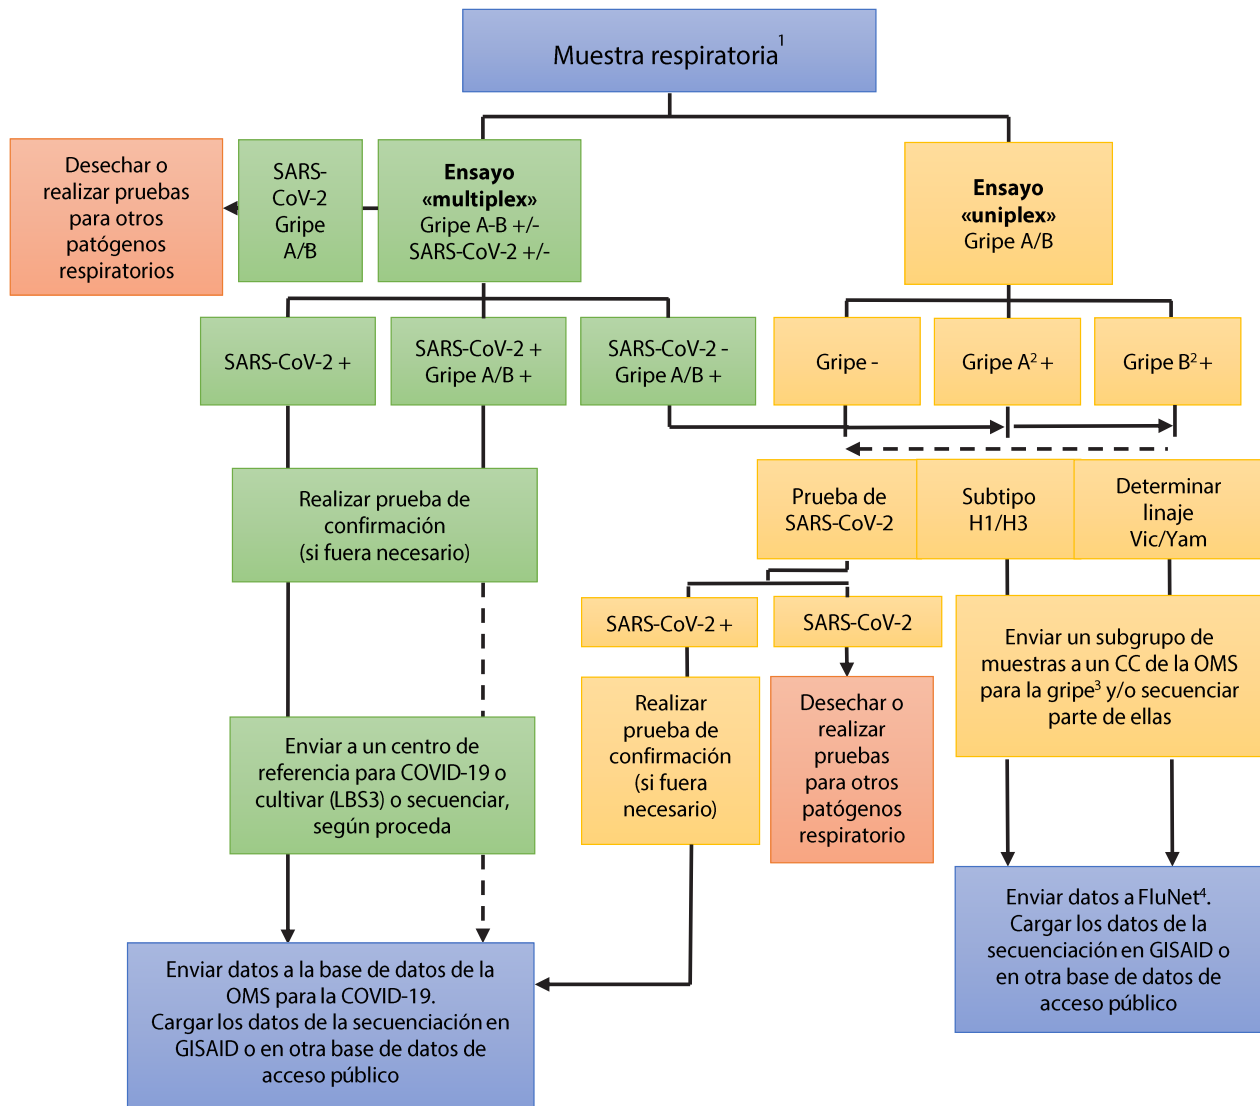 Muestra respiratoria¹
Desechar o
realizar pruebas
para otros
patógenos
respiratorios
SARS-
CoV-2
Gripe
A/B
Ensayo
«multiplex»
Gripe A-B +/-
SARS-CoV-2 +/-
Ensayo
«uniplex»
Gripe A/B
SARS-CoV-2 +
SARS-CoV-2 +
Gripe A/B +
SARS-CoV-2 -
Gripe A/B +
Gripe -
Gripe A² +
Gripe B² +
Realizar prueba de
confirmación
(si fuera necesario)
Prueba de
SARS-CoV-2
Subtipo
H1/H3
Determinar
linaje
Vic/Yam
SARS-CoV-2 +
SARS-CoV-2
Enviar un subgrupo de
muestras a un CC de la OMS
para la gripe³ y/o secuenciar
parte de ellas
Enviar a un centro de
referencia para COVID-19 o
cultivar (LBS3) o secuenciar,
según proceda
Realizar
prueba de
confirmación
(si fuera
necesario)
Desechar o
realizar
pruebas
para otros
patógenos
respiratorio
Enviar datos a la base de datos de la
OMS para la COVID-19.
Cargar los datos de la secuenciación en
GISAID o en otra base de datos de
acceso público
Enviar datos a FluNet⁴.
Cargar los datos de la
secuenciación en GISAID o
en otra base de datos de
acceso público